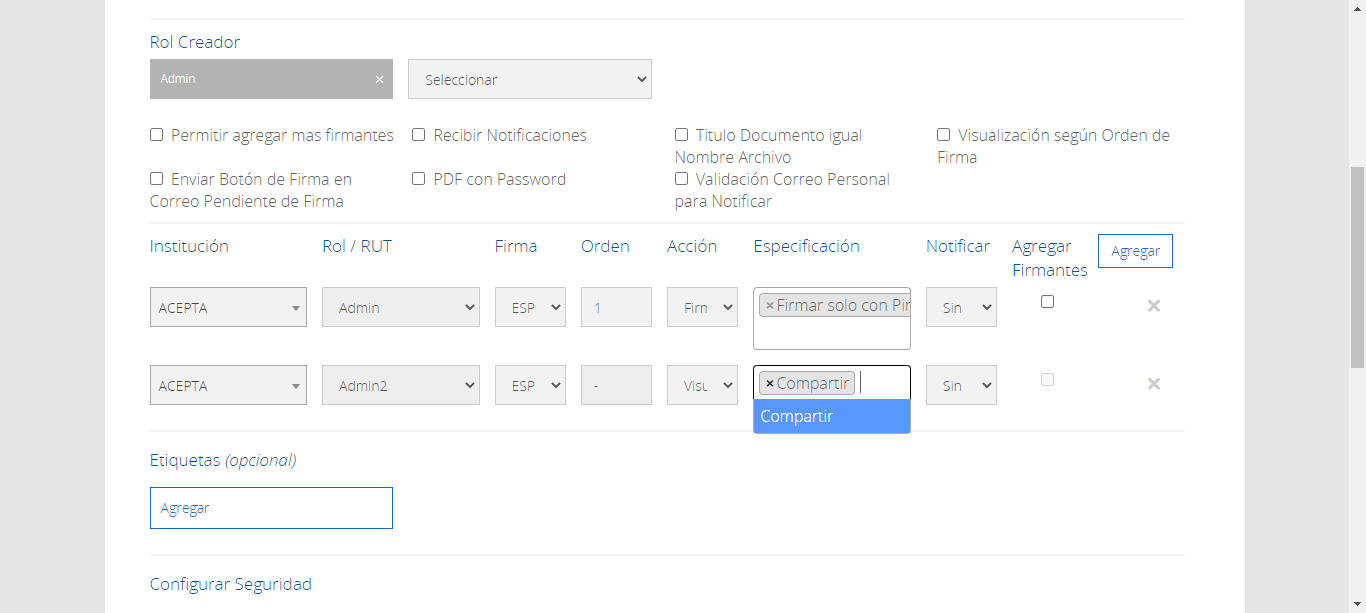 Rol Creador
Admin × Seleccionar
Permitir agregar mas firmantes Recibir Notificaciones Titulo Documento igual Visualización según Orden de
Nombre Archivo Firma
Enviar Botón de Firma en PDF con Password Validación Correo Personal
Correo Pendiente de Firma para Notificar
Institución Rol / RUT Firma Orden Acción Especificación Notificar Agregar Agregar
Firmantes
ACEPTA Admin ESP 1 Firm × Firmar solo con Pin Sin ×
ACEPTA Admin2 ESP - Visu × Compartir Sin ×
Compartir
Etiquetas (opcional)
Agregar
Configurar Seguridad